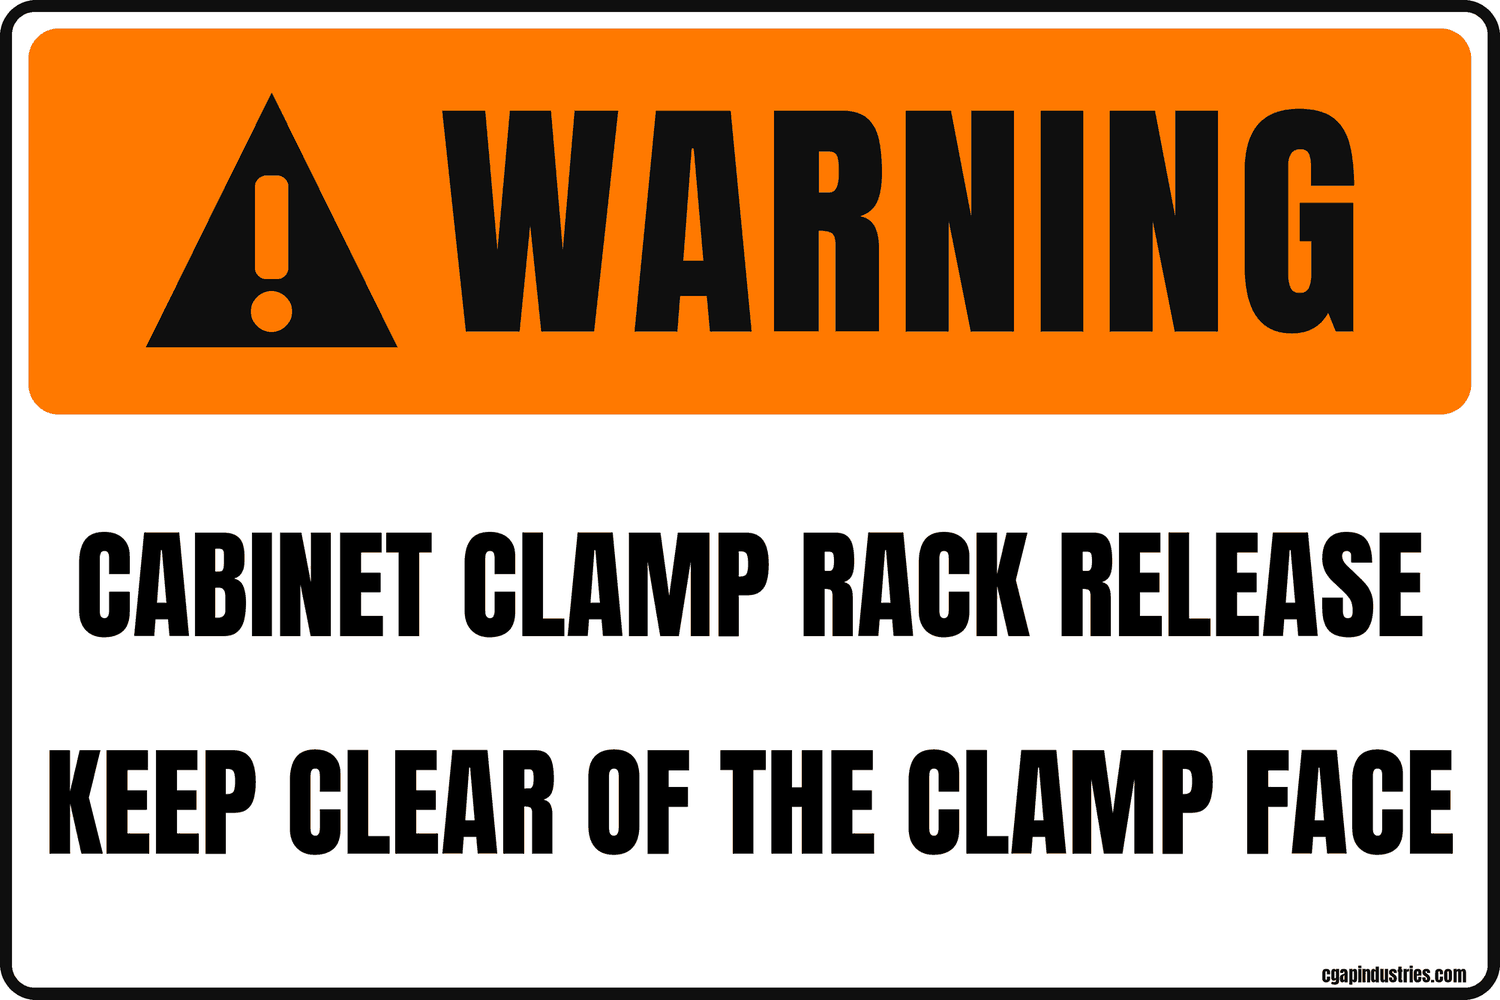 WARNING
CABINET CLAMP RACK RELEASE
KEEP CLEAR OF THE CLAMP FACE
cgapindustries.com